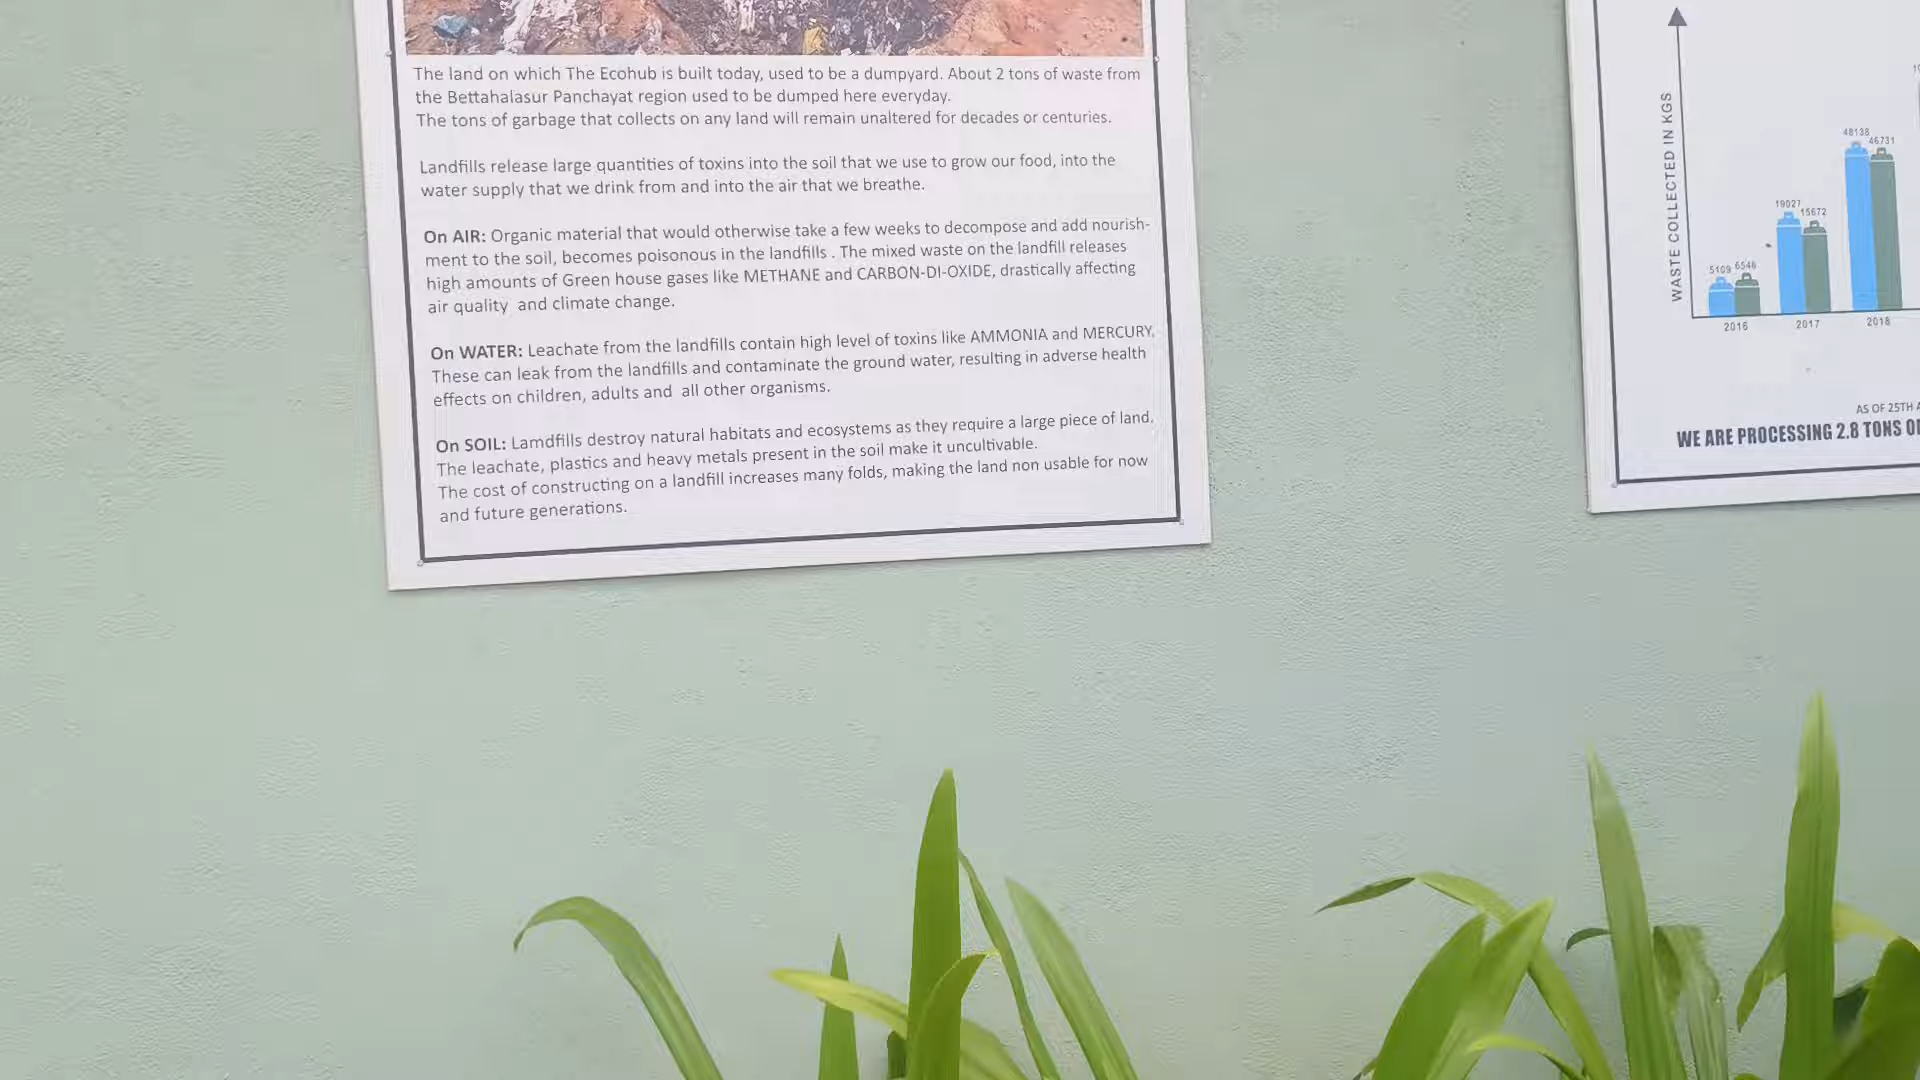 The land on which The Ecohub is built today, used to be a dumpyard. About 2 tons of waste from
the Bettahalasur Panchayat region used to be dumped here everyday.
The tons of garbage that collects on any land will remain unaltered for decades or centuries.
Landfills release large quantities of toxins into the soil that we use to grow our food, into the
water supply that we drink from and into the air that we breathe.
On AIR: Organic material that would otherwise take a few weeks to decompose and add nourish-
ment to the soil, becomes poisonous in the landfills . The mixed waste on the landfill releases
high amounts of Green house gases like METHANE and CARBON-DI-OXIDE, drastically affecting
air quality  and climate change.
On WATER: Leachate from the landfills contain high level of toxins like AMMONIA and MERCURY.
These can leak from the landfills and contaminate the ground water, resulting in adverse health
effects on children, adults and  all other organisms.
On SOIL: Lamdfills destroy natural habitats and ecosystems as they require a large piece of land.
The leachate, plastics and heavy metals present in the soil make it uncultivable.
The cost of constructing on a landfill increases many folds, making the land non usable for now
and future generations.
WASTE COLLECTED IN KGS
48138
46731
19027
15672
5109 6546
2016 2017 2018
AS OF 25TH
WE ARE PROCESSING 2.8 TONS